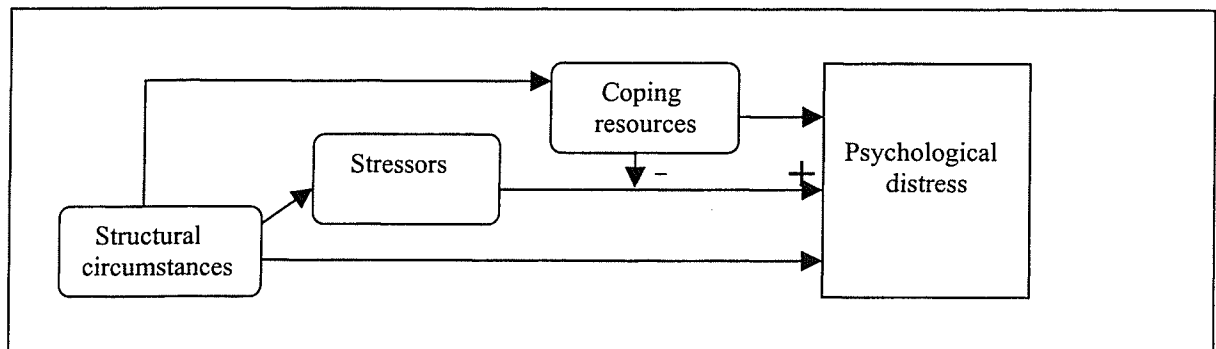 Coping
resources
Stressors
–
+
Psychological
distress
Structural
circumstances